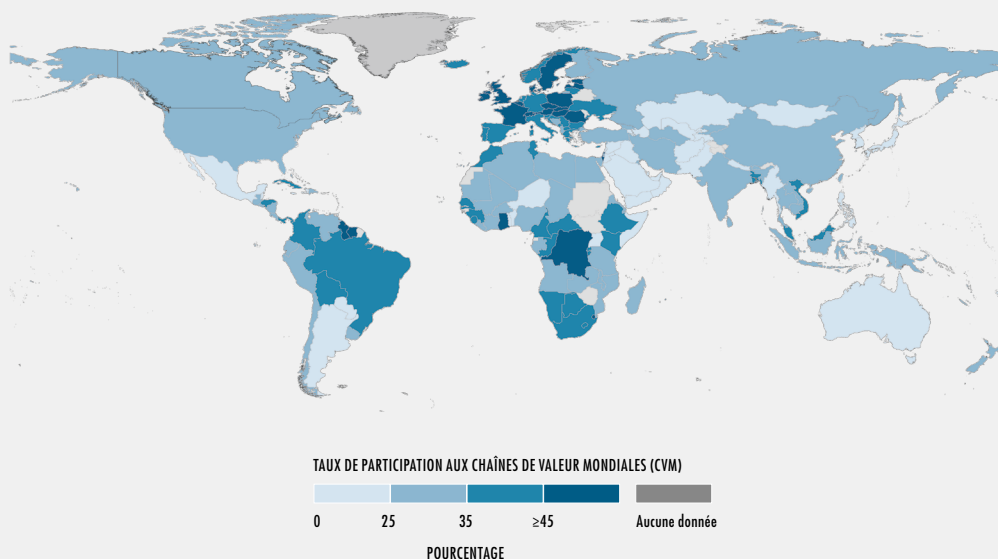 TAUX DE PARTICIPATION AUX CHAÎNES DE VALEUR MONDIALES (CVM)
0 25 35 ≥45 Aucune donnée
POURCENTAGE